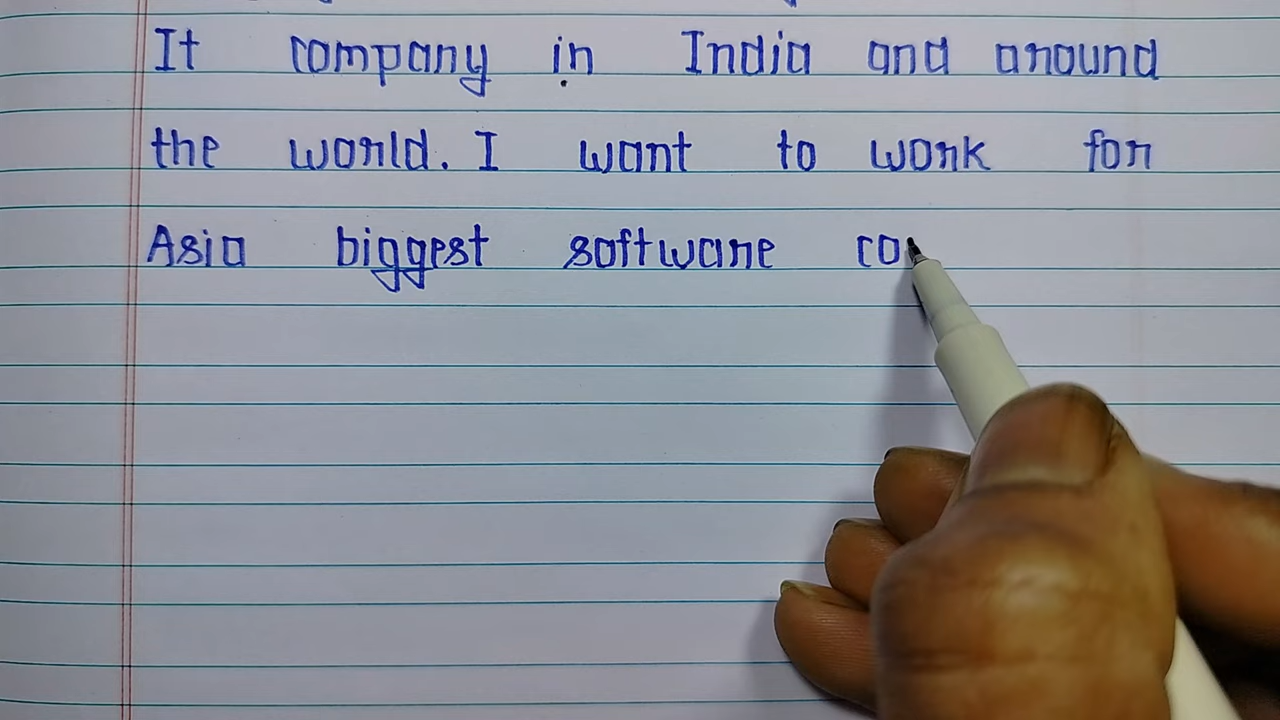 It company in India and around
the world. I want to work for
Asia biggest software co